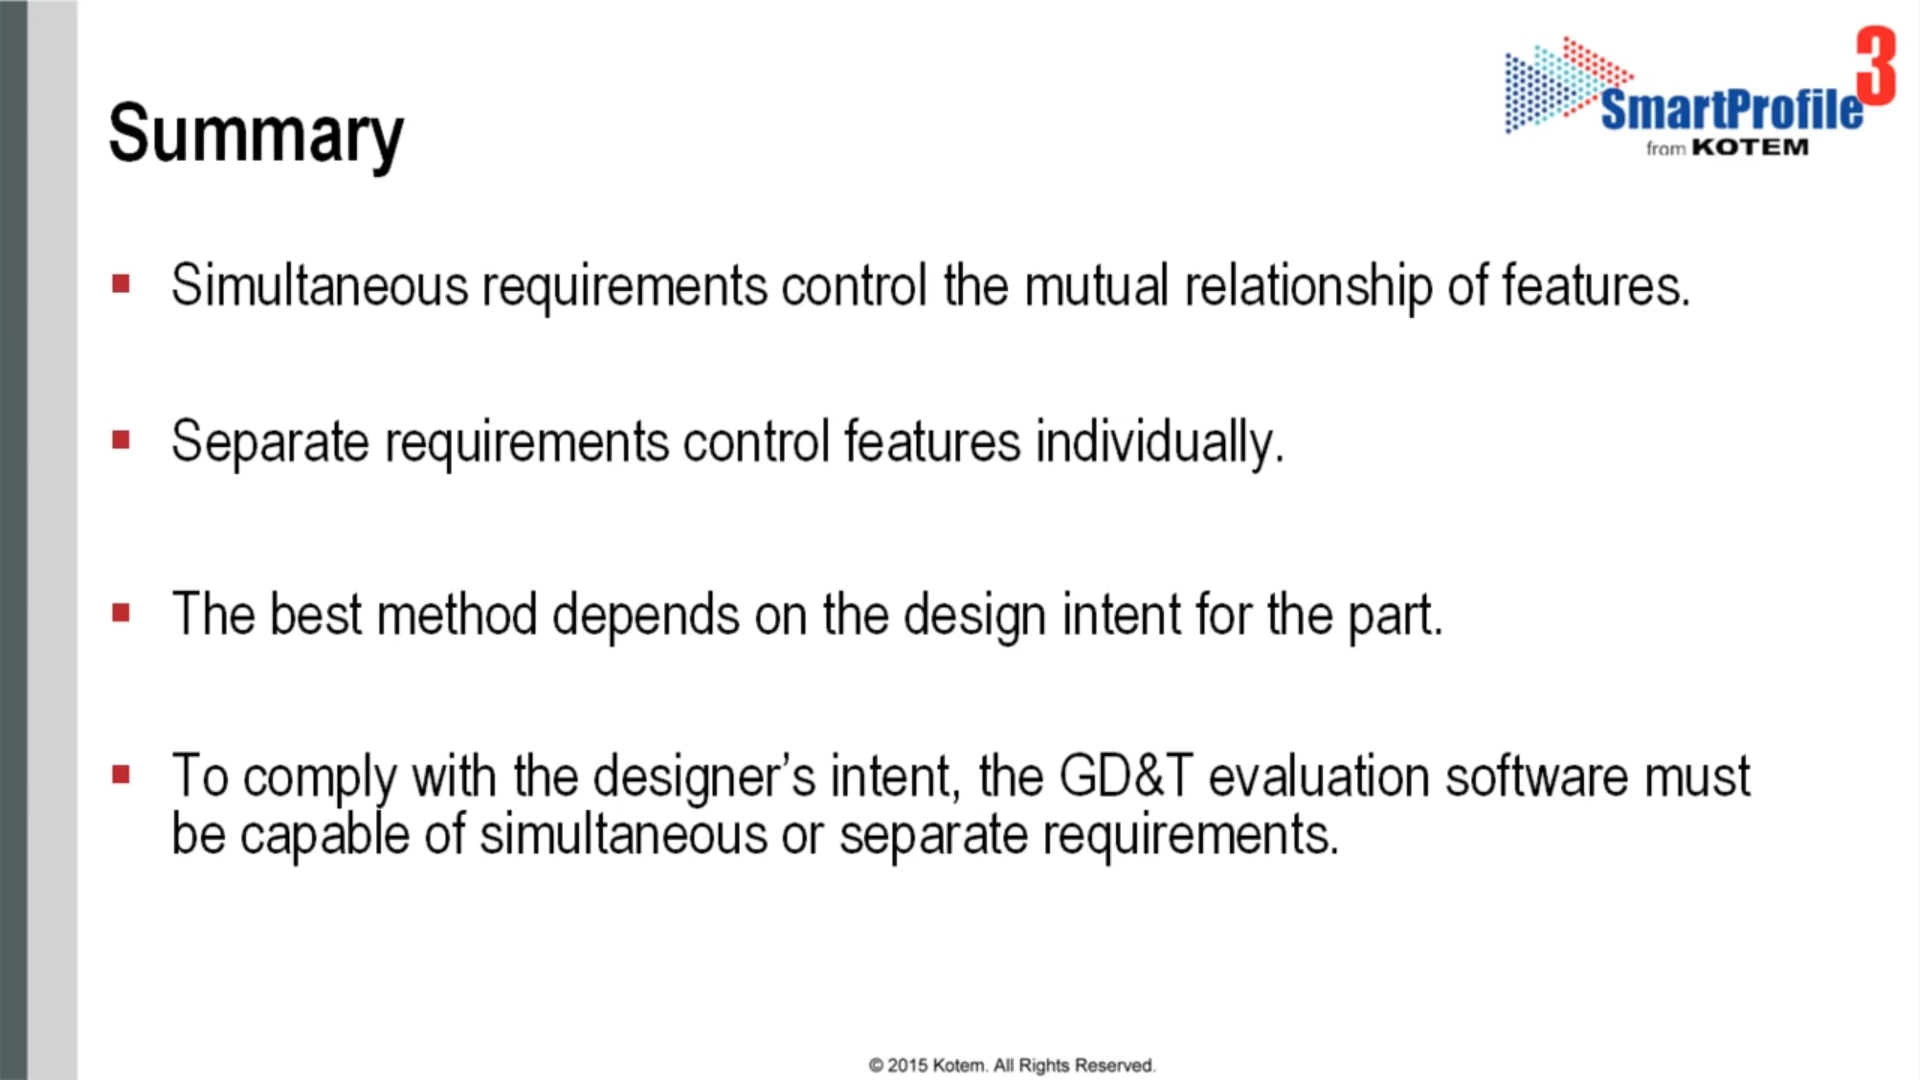 3
SmartProfile
from KOTEM
Summary
Simultaneous requirements control the mutual relationship of features.
Separate requirements control features individually.
The best method depends on the design intent for the part.
To comply with the designer’s intent, the GD&T evaluation software must
be capable of simultaneous or separate requirements.
© 2015 Kotem. All Rights Reserved.